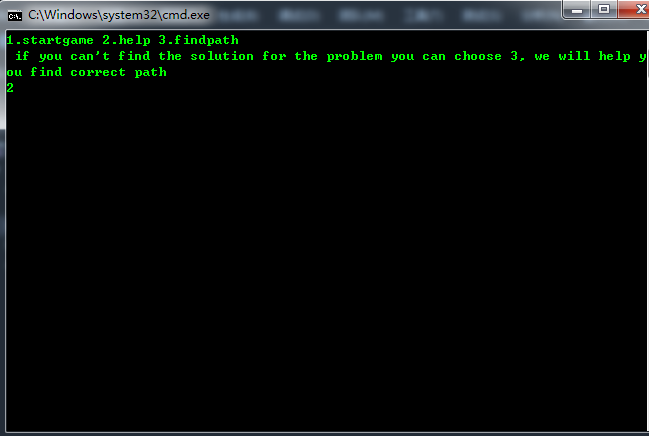 C:\Windows\system32\cmd.exe
1.startgame 2.help 3.findpath
 if you can't find the solution for the problem you can choose 3, we will help y
ou find correct path
2